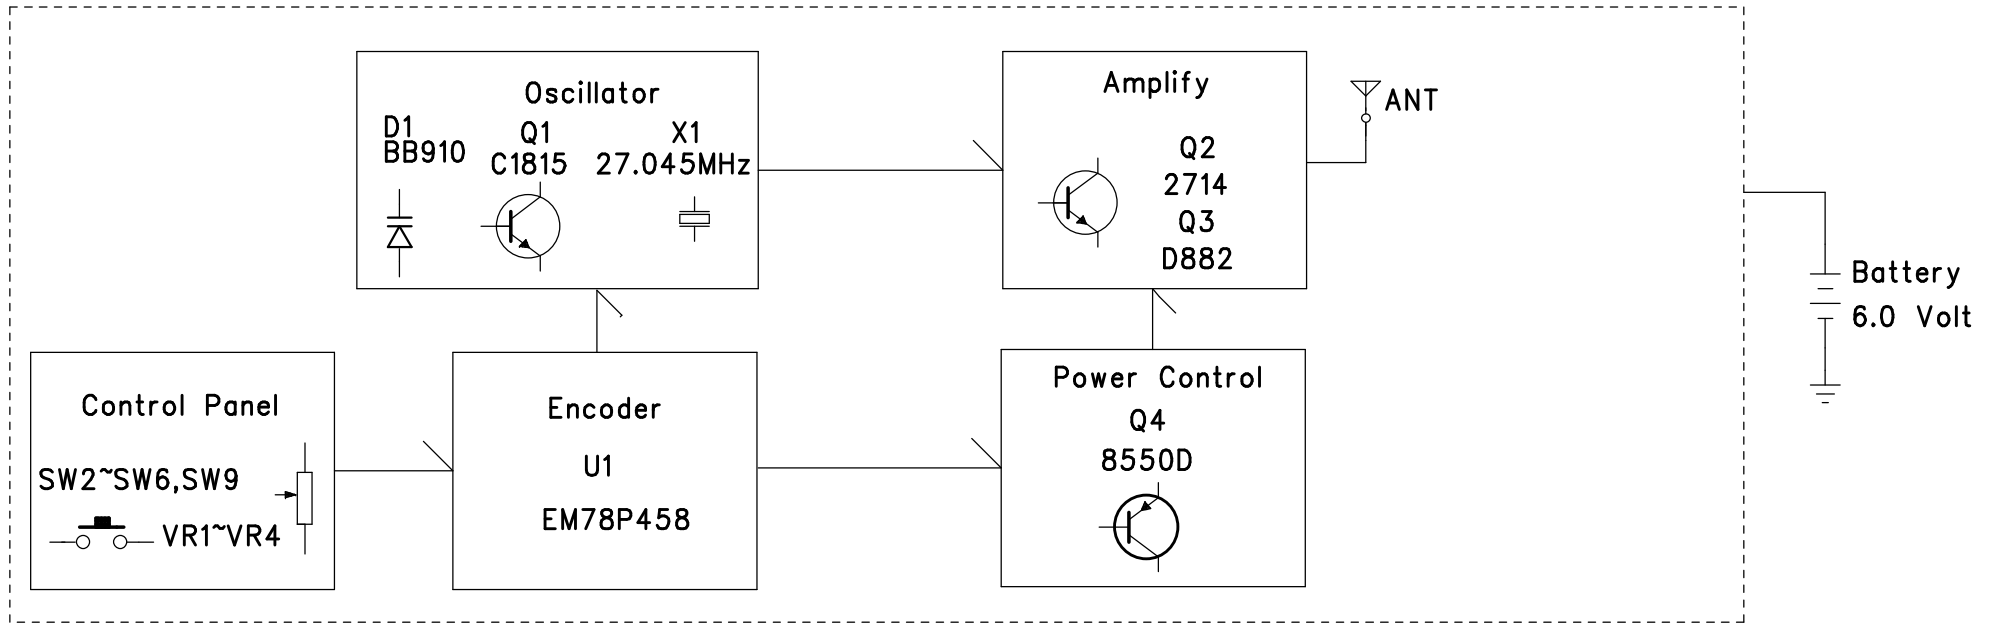 Oscillator
D1
BB910
Q1
C1815
X1
27.045MHz
Amplify
Q2
2714
Q3
D882
ANT
Battery
6.0 Volt
Control Panel
SW2~SW6,SW9
VR1~VR4
Encoder
U1
EM78P458
Power Control
Q4
8550D